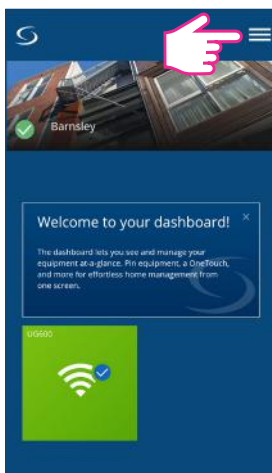 Barnsley
Welcome to your dashboard!
The dashboard lets you see and manage your
equipment at-a-glance. Pin equipment, a OneTouch,
and more for effortless home management from
one screen.
UG600